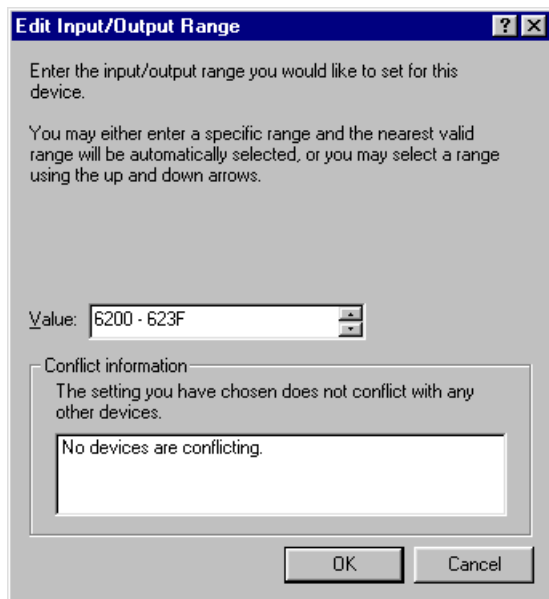 Edit Input/Output Range
Enter the input/output range you would like to set for this
device.
You may either enter a specific range and the nearest valid
range will be automatically selected, or you may select a range
using the up and down arrows.
Value: 6200 - 623F
Conflict information
The setting you have chosen does not conflict with any
other devices.
No devices are conflicting.
OK Cancel